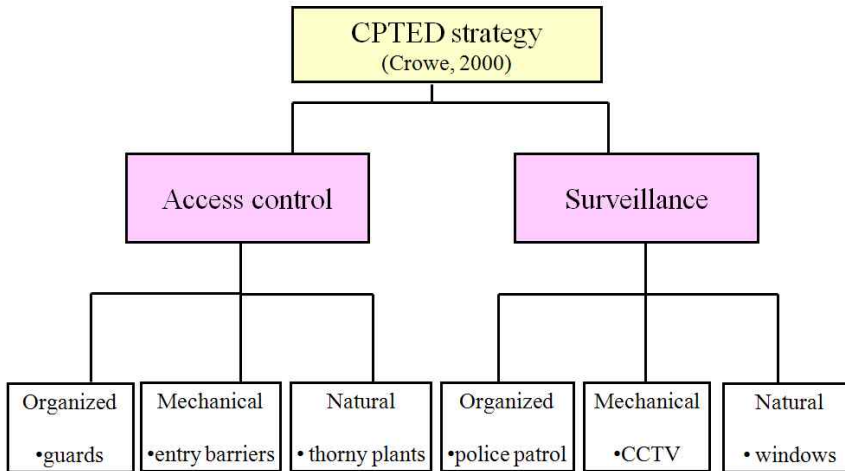 CPTED strategy
(Crowe, 2000)
Access control
Surveillance
Organized
•guards
Mechanical
•entry barriers
Natural
• thorny plants
Organized
•police patrol
Mechanical
•CCTV
Natural
• windows